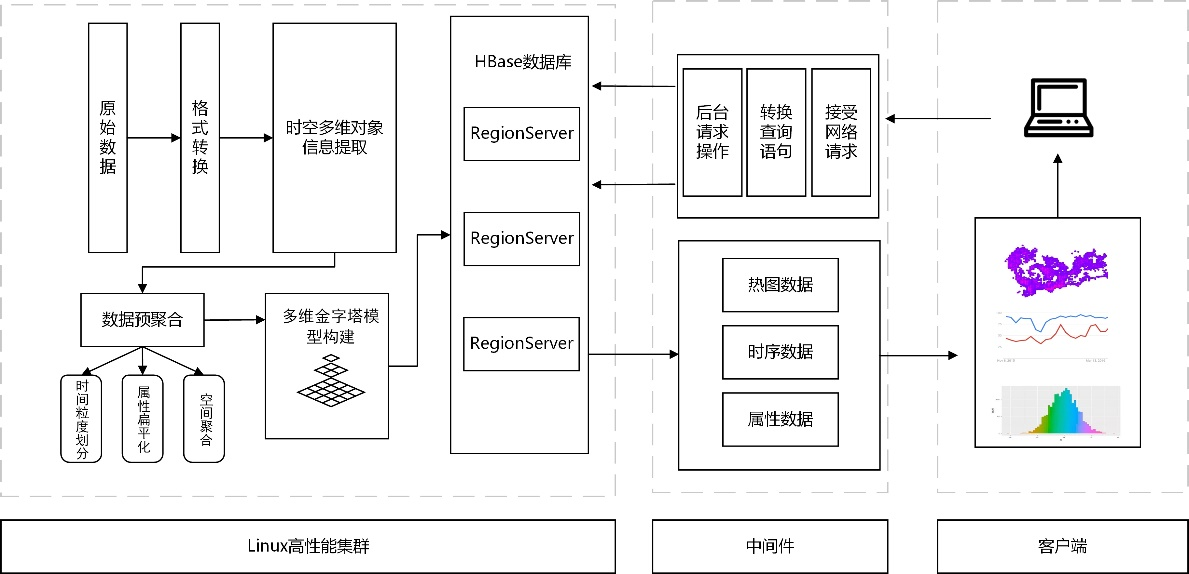 原始数据
格式转换
时空多维对象
信息提取
数据预聚合
时间粒度划分
属性扁平化
空间聚合
多维金字塔模
型构建
HBase数据库
RegionServer
RegionServer
RegionServer
后台
请求
操作
转换
查询
语句
接受
网络
请求
热图数据
时序数据
属性数据
Linux高性能集群
中间件
客户端